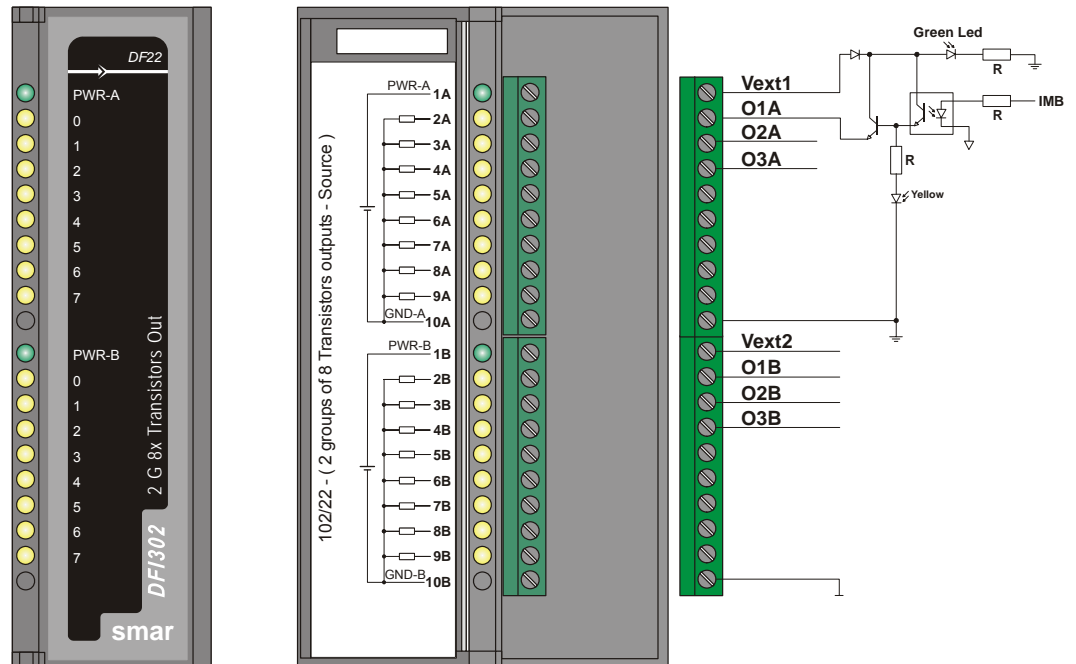 DF22
PWR-A
0
1
2
3
4
5
6
7
PWR-B
0
1
2
3
4
5
6
7
2 G 8x Transistors Out
DFI302
smar
102/22 - ( 2 groups of 8 Transistors outputs - Source )
PWR-A
1A
2A
3A
4A
5A
6A
7A
8A
9A
GND-A
10A
PWR-B
1B
2B
3B
4B
5B
6B
7B
8B
9B
GND-B
10B
Vext1
O1A
O2A
O3A
Vext2
O1B
O2B
O3B
Green Led
R
IMB
R
R
Yellow